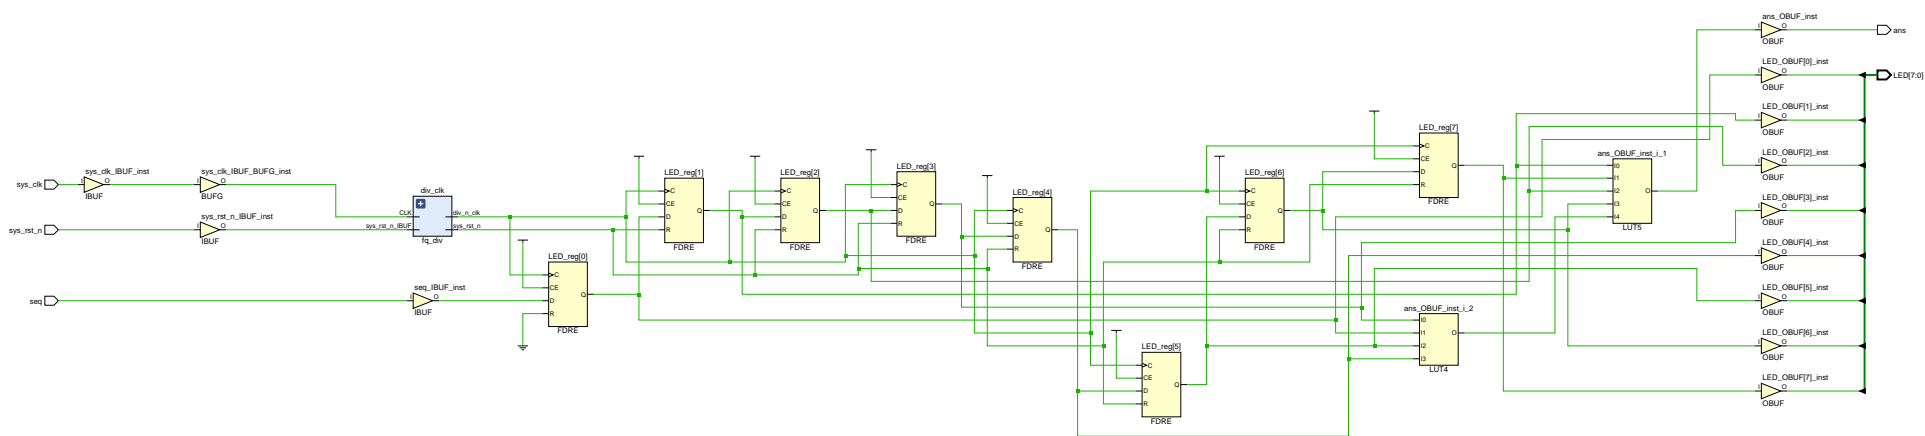 sys_clk
sys_clk_IBUF_inst
I
O
IBUF
sys_clk_IBUF_BUFG_inst
I
O
BUFG
sys_rst_n
sys_rst_n_IBUF_inst
I
O
IBUF
seq
seq_IBUF_inst
I
O
IBUF
div_clk
CLK
div_n_clk
sys_rst_n_IBUF
sys_rst_n
fq_div
LED_reg[0]
C
CE
D
R
Q
FDRE
LED_reg[1]
C
CE
D
R
Q
FDRE
LED_reg[2]
C
CE
D
R
Q
FDRE
LED_reg[3]
C
CE
D
R
Q
FDRE
LED_reg[4]
C
CE
D
R
Q
FDRE
LED_reg[5]
C
CE
D
R
Q
FDRE
LED_reg[6]
C
CE
D
R
Q
FDRE
LED_reg[7]
C
CE
D
R
Q
FDRE
ans_OBUF_inst_i_2
I0
I1
I2
I3
O
LUT4
ans_OBUF_inst_i_1
I0
I1
I2
I3
I4
O
LUT5
ans_OBUF_inst
I
O
OBUF
ans
LED_OBUF[0]_inst
I
O
OBUF
LED[7:0]
LED_OBUF[1]_inst
I
O
OBUF
LED_OBUF[2]_inst
I
O
OBUF
LED_OBUF[3]_inst
I
O
OBUF
LED_OBUF[4]_inst
I
O
OBUF
LED_OBUF[5]_inst
I
O
OBUF
LED_OBUF[6]_inst
I
O
OBUF
LED_OBUF[7]_inst
I
O
OBUF